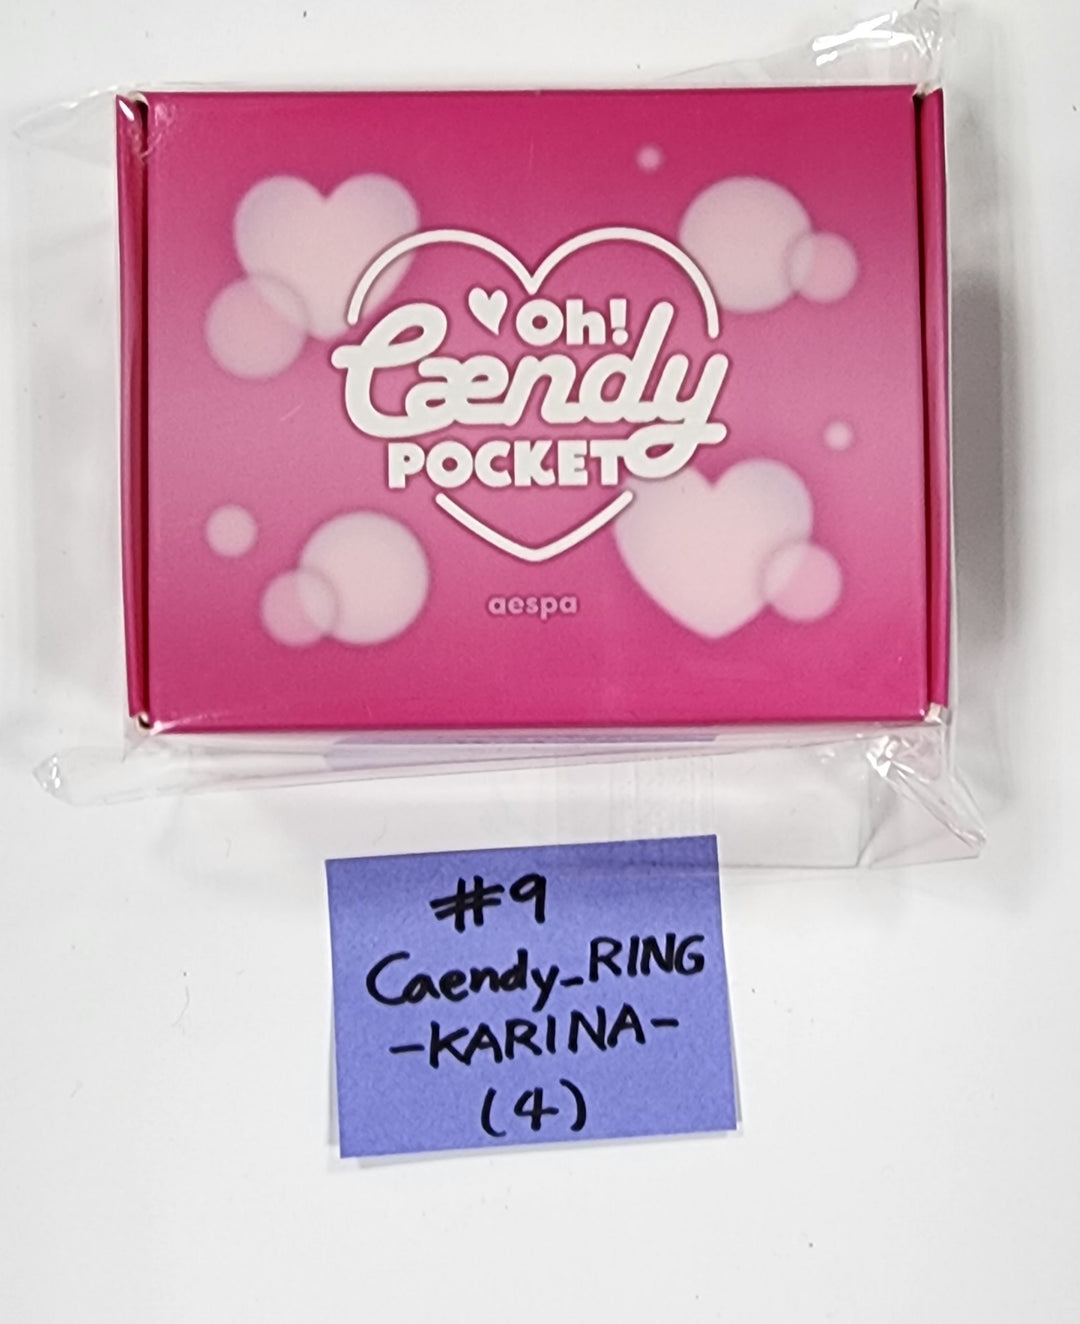 ♥Oh!
Cændy
POCKET
aespa
#9
Caendy_RING
-KARINA-
(4)